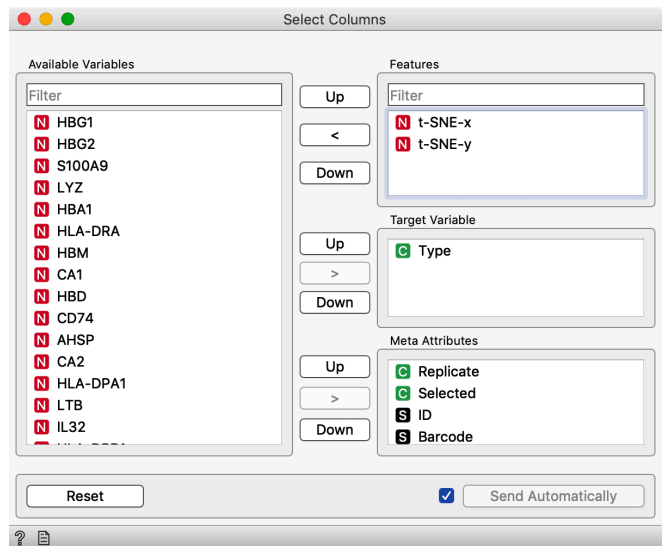 Select Columns
Available Variables
Filter
N HBG1
N HBG2
N S100A9
N LYZ
N HBA1
N HLA-DRA
N HBM
N CA1
N HBD
N CD74
N AHSP
N CA2
N HLA-DPA1
N LTB
N IL32
Up
<
Down
Features
Filter
N t-SNE-x
N t-SNE-y
Up
>
Down
Target Variable
C Type
Up
>
Down
Meta Attributes
C Replicate
C Selected
S ID
S Barcode
Reset
Send Automatically
?